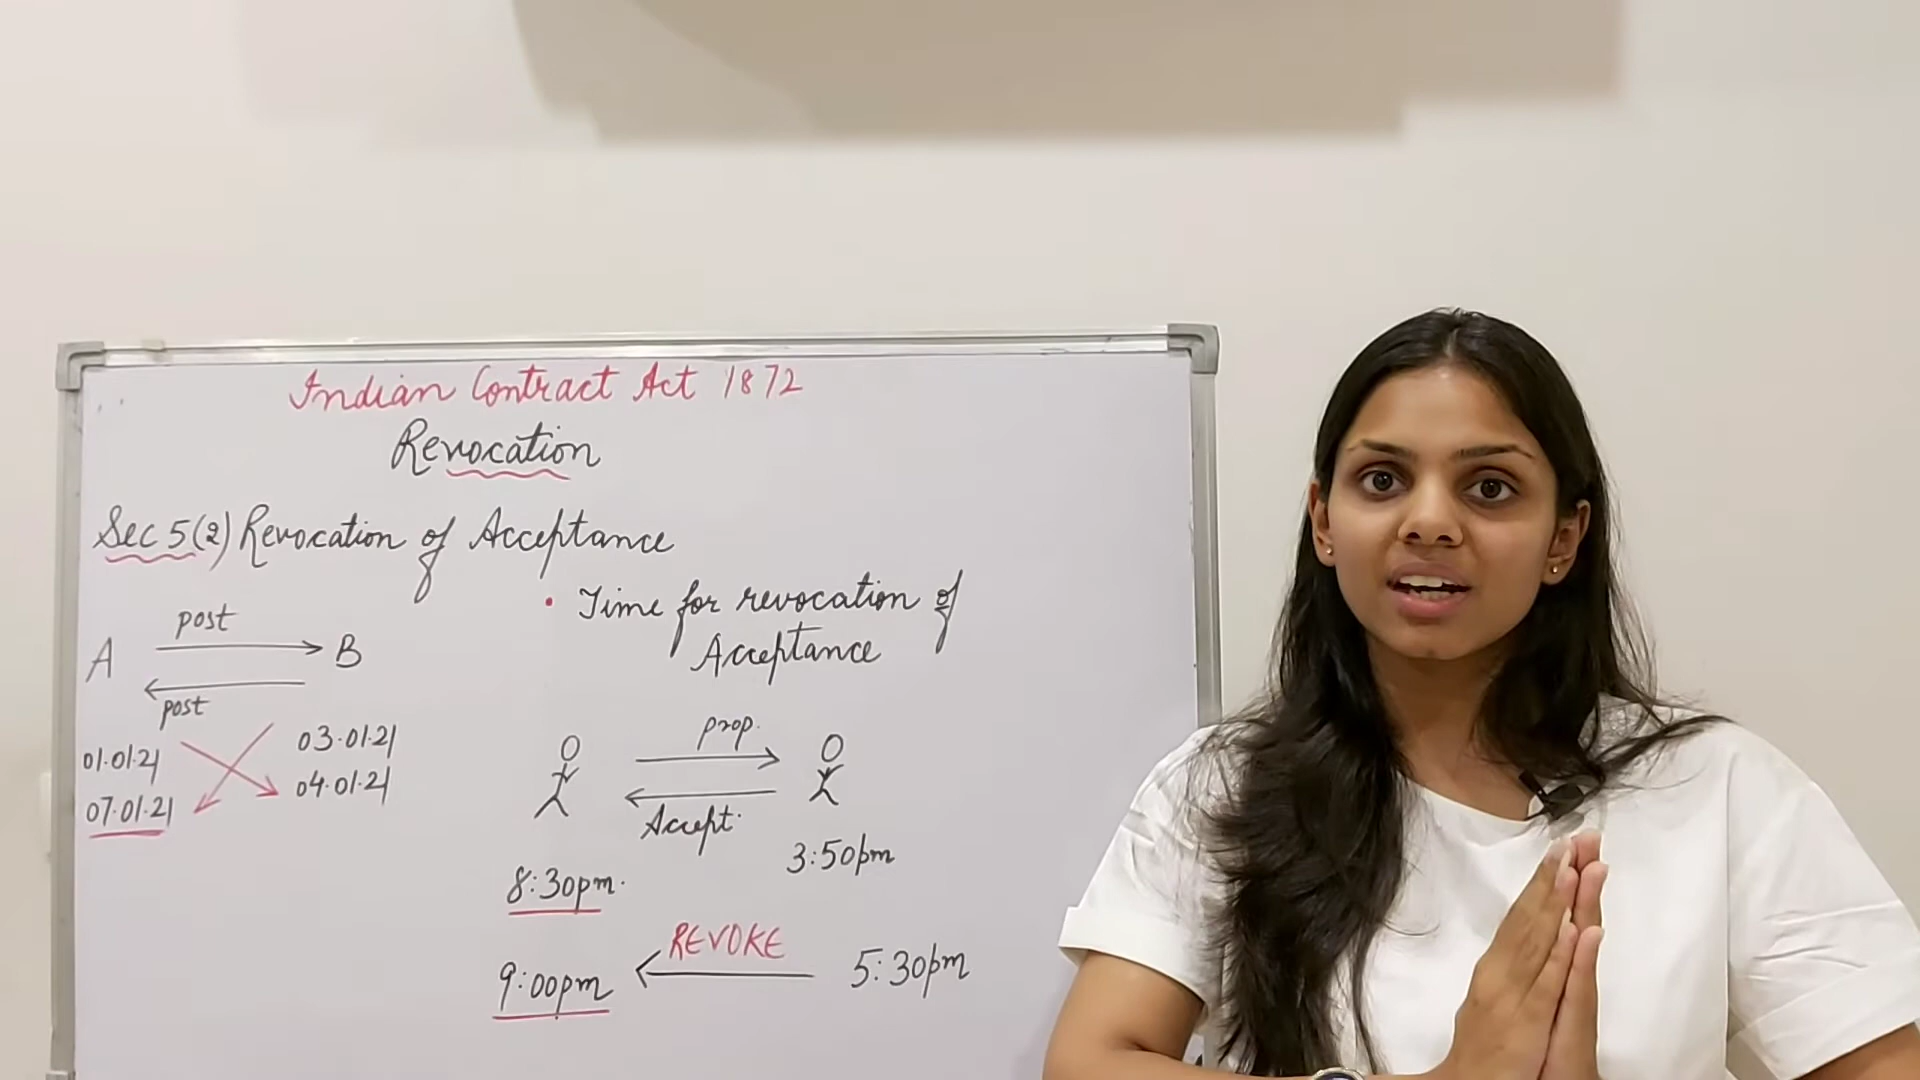 Indian Contract Act 1872
Revocation
Sec 5(2) Revocation of Acceptance
• Time for revocation of
Acceptance
post
A B
post
01.01.21
03.01.21
04.01.21
07.01.21
prop.
Accept.
3:50pm
8:30pm.
REVOKE
9:00pm
5:30pm